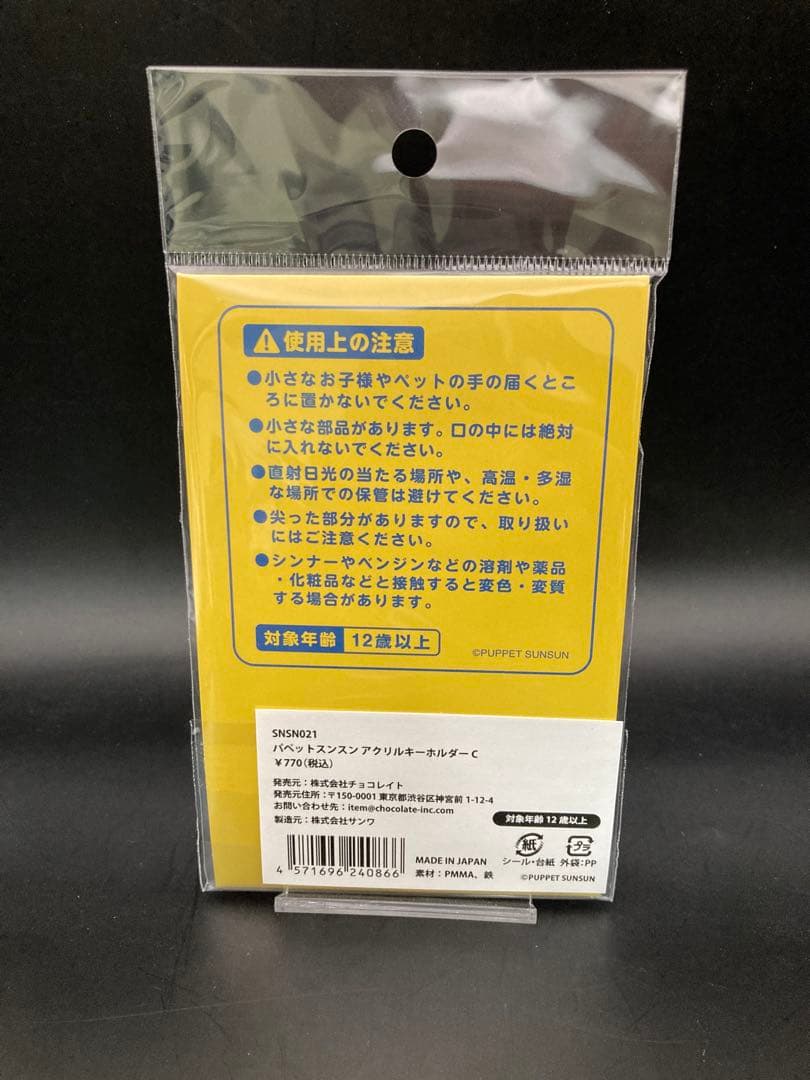 ⚠使用上の注意
●小さなお子様やペットの手の届くとこ
ろに置かないでください。
●小さな部品があります。口の中には絶対
に入れないでください。
●直射日光の当たる場所や、高温・多湿
な場所での保管は避けてください。
●尖った部分がありますので、取り扱い
にはご注意ください。
●シンナーやベンジンなどの溶剤や薬品
・化粧品などと接触すると変色・変質
する場合があります。
対象年齢 12歳以上
©PUPPET SUNSUN
SNSN021
パペットスンスン アクリルキーホルダー C
￥770（税込）
発売元：株式会社チョコレイト
発売元住所：〒150-0001 東京都渋谷区神宮前 1-12-4
お問い合わせ先：item@chocolate-inc.com
製造元：株式会社サンワ
対象年齢 12 歳以上
紙 プラ
シール・台紙 外袋：PP
MADE IN JAPAN
素材：PMMA、鉄
4 571696 240866
©PUPPET SUNSUN